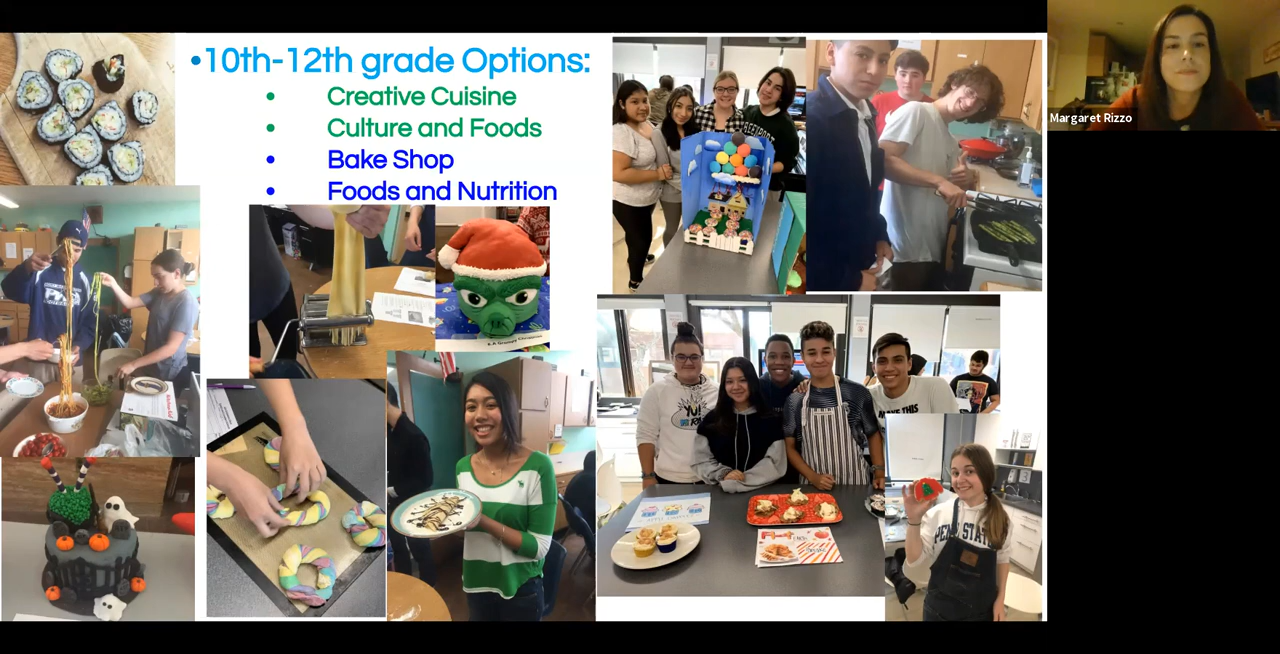 •10th-12th grade Options:
• Creative Cuisine
• Culture and Foods
• Bake Shop
• Foods and Nutrition
Margaret Rizzo
PENN STATE